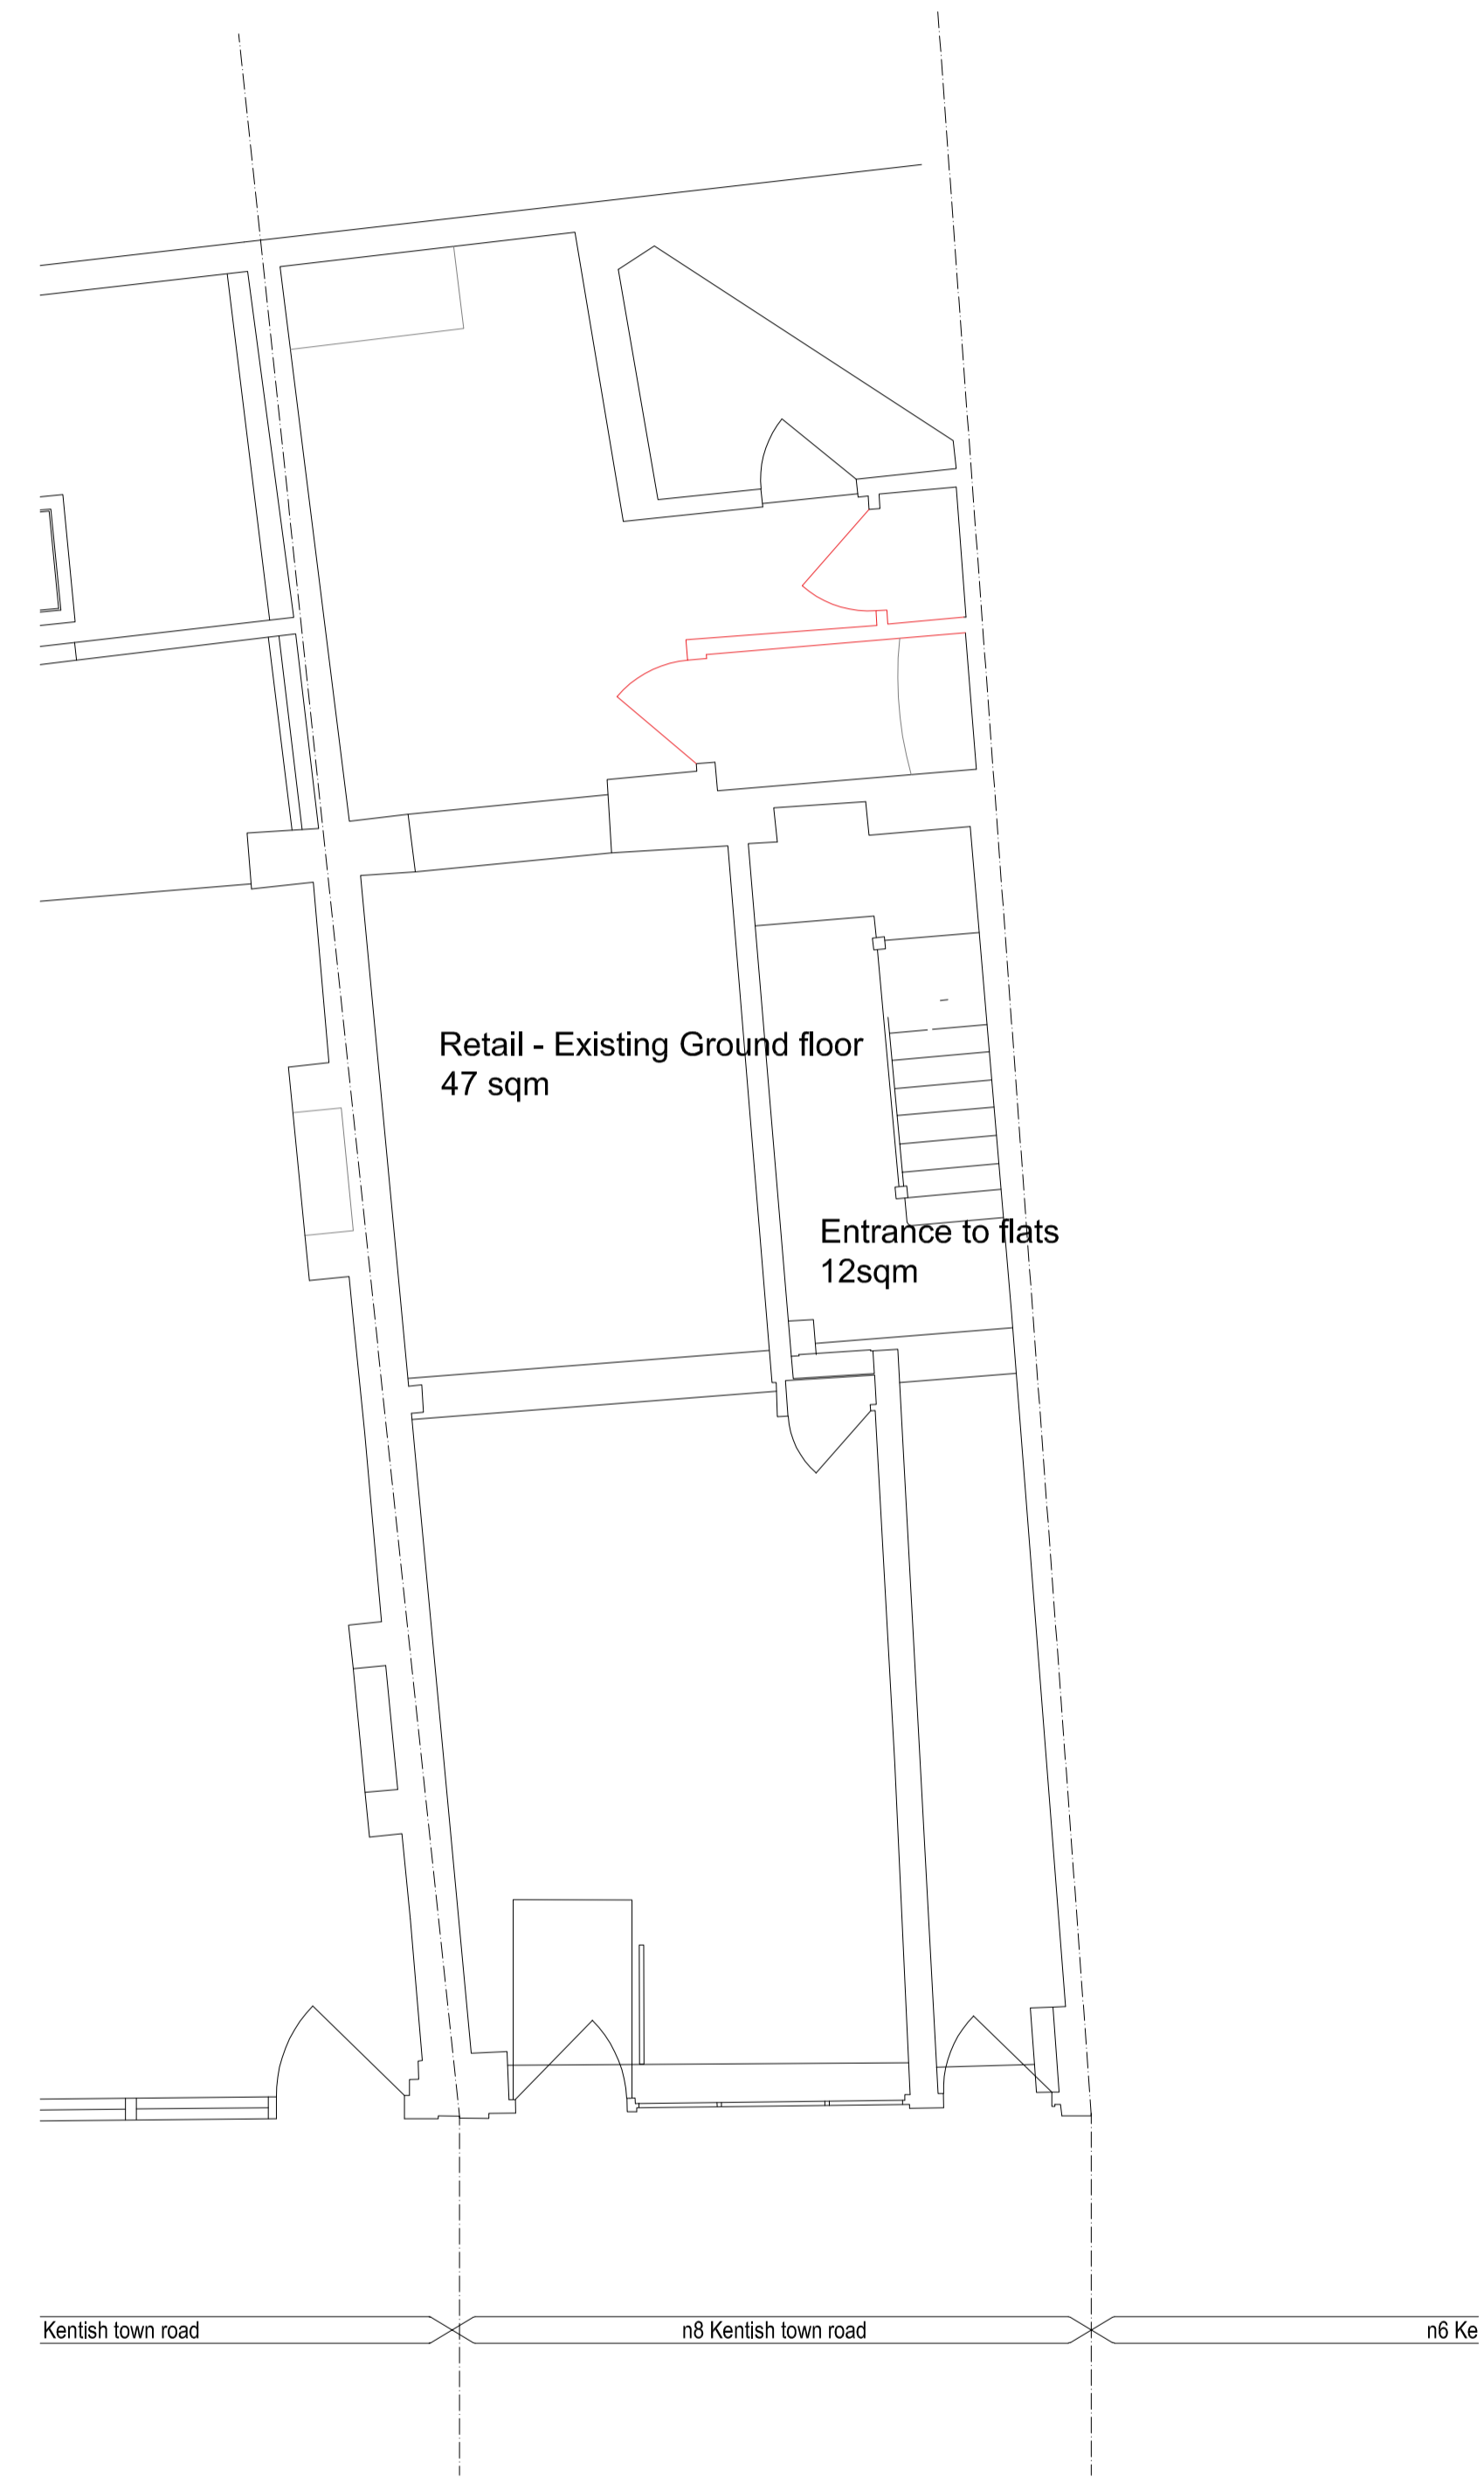 Retail - Existing Ground floor
47 sqm
Entrance to flats
12sqm
Kentish town road
n8 Kentish town road
n6 Ke